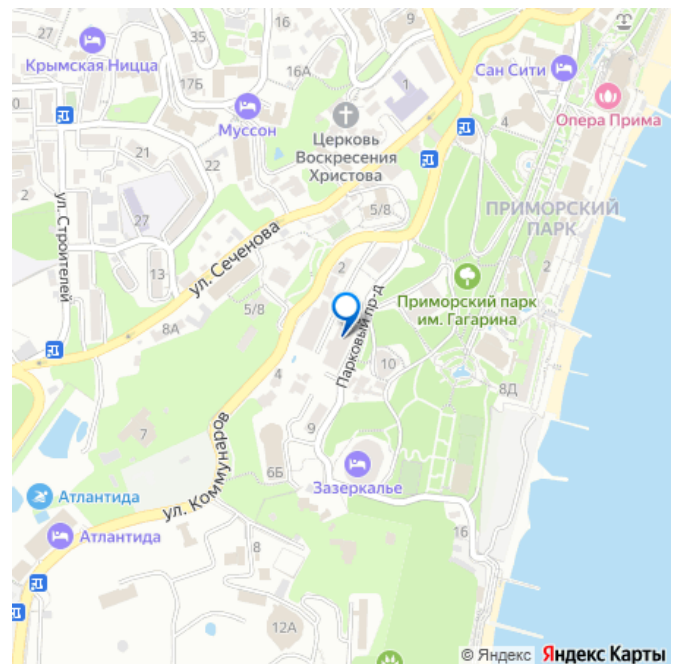 35
16
Крымская Ницца
17Б
16А
1
Сан Сити
Муссон
4
Опера Прима
Церковь
Воскресения
Христова
21
22
2
27
5/8
ПРИМОРСКИЙ
ПАРК
ул. Строителей
13
ул. Сеченова
2
2
Приморский парк
им. Гагарина
5/8
8А
Парковый пр-д
10
4
8Д
7
9
ул. Коммунаров
6Б
Зазеркалье
Атлантида
Атлантида
16
8
12А
© Яндекс Яндекс Карты